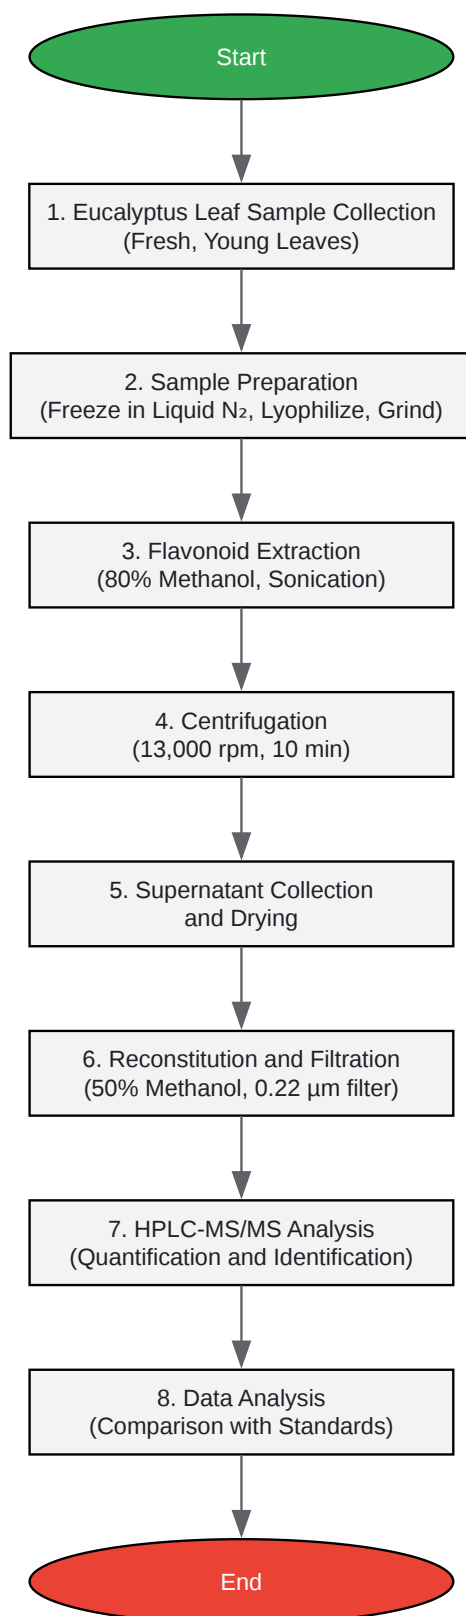 Start
1. Eucalyptus Leaf Sample Collection
(Fresh, Young Leaves)
2. Sample Preparation
(Freeze in Liquid N₂, Lyophilize, Grind)
3. Flavonoid Extraction
(80% Methanol, Sonication)
4. Centrifugation
(13,000 rpm, 10 min)
5. Supernatant Collection
and Drying
6. Reconstitution and Filtration
(50% Methanol, 0.22 µm filter)
7. HPLC-MS/MS Analysis
(Quantification and Identification)
8. Data Analysis
(Comparison with Standards)
End